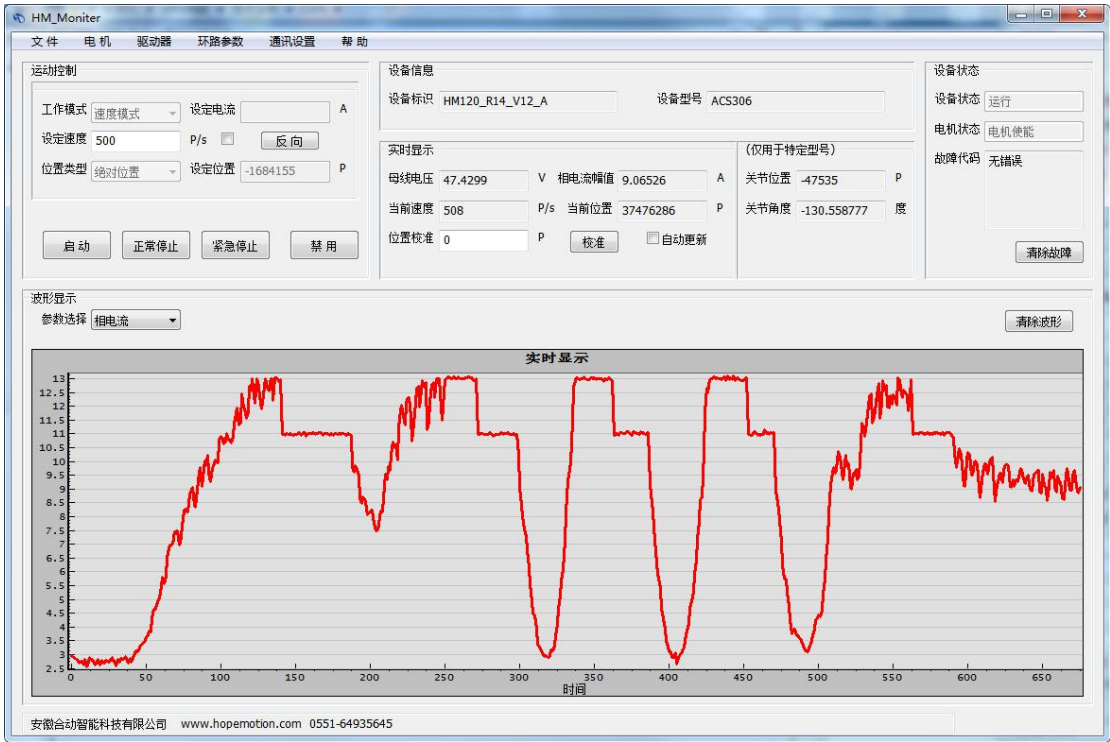 HM_Moniter
文件 电机 驱动器 环路参数 通讯设置 帮助
运动控制
工作模式 速度模式 设定电流 A
设定速度 500 P/s 反向
位置类型 绝对位置 设定位置 -1684155 P
启动 正常停止 紧急停止 禁用
设备信息
设备标识 HM120_R14_V12_A 设备型号 ACS306
实时显示
母线电压 47.4299 V 相电流幅值 9.06526 A
当前速度 508 P/s 当前位置 37476286 P
位置校准 0 P 校准 自动更新
(仅用于特定型号)
关节位置 -47535 P
关节角度 -130.558777 度
设备状态
设备状态 运行
电机状态 电机使能
故障代码 无错误
清除故障
波形显示
参数选择 相电流 清除波形
实时显示
13
12.5
12
11.5
11
10.5
10
9.5
9
8.5
8
7.5
7
6.5
6
5.5
5
4.5
4
3.5
3
2.5
0 50 100 150 200 250 300 350 400 450 500 550 600 650
时间
安徽合动智能科技有限公司 www.hopemotion.com 0551-64935645